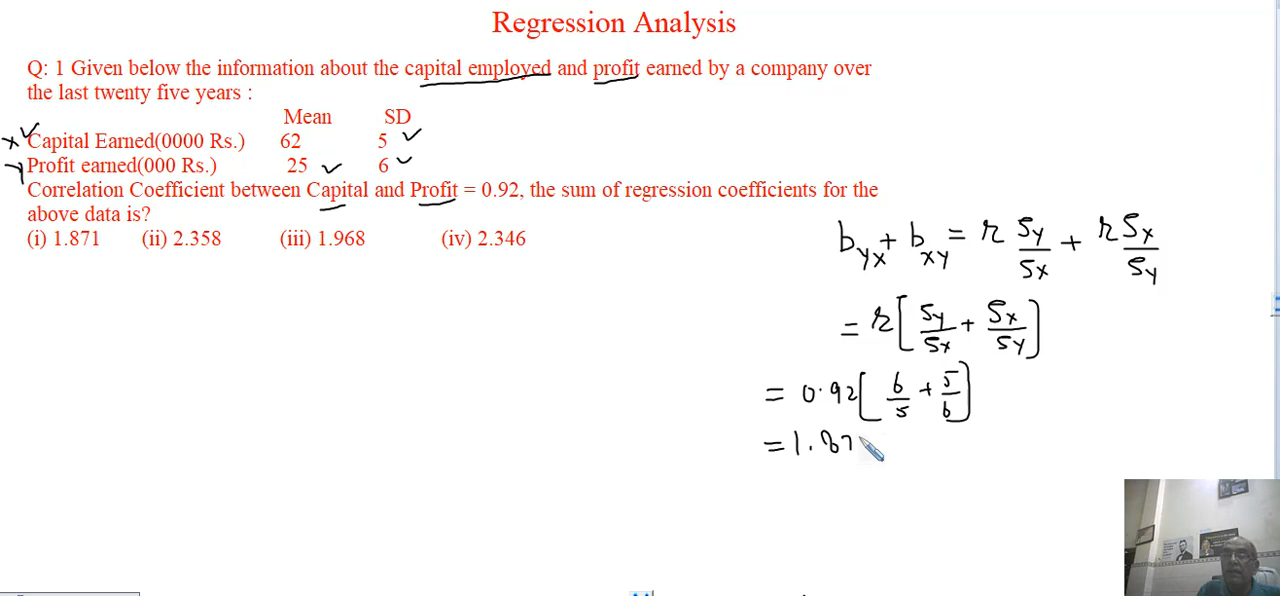 Regression Analysis
Q: 1 Given below the information about the capital employed and profit earned by a company over
the last twenty five years :
Mean SD
x Capital Earned(0000 Rs.) 62 5
y Profit earned(000 Rs.) 25 6
Correlation Coefficient between Capital and Profit = 0.92, the sum of regression coefficients for the
above data is?
(i) 1.871 (ii) 2.358 (iii) 1.968 (iv) 2.346
b_yx + b_xy = r Sy/Sx + r Sx/Sy
= r [ Sy/Sx + Sx/Sy ]
= 0.92 [ 6/5 + 5/6 ]
= 1.87